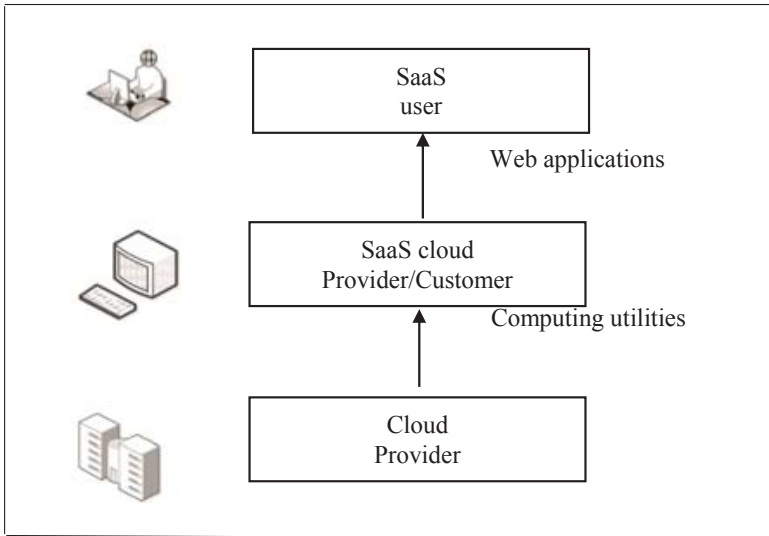 SaaS
user
Web applications
SaaS cloud
Provider/Customer
Computing utilities
Cloud
Provider